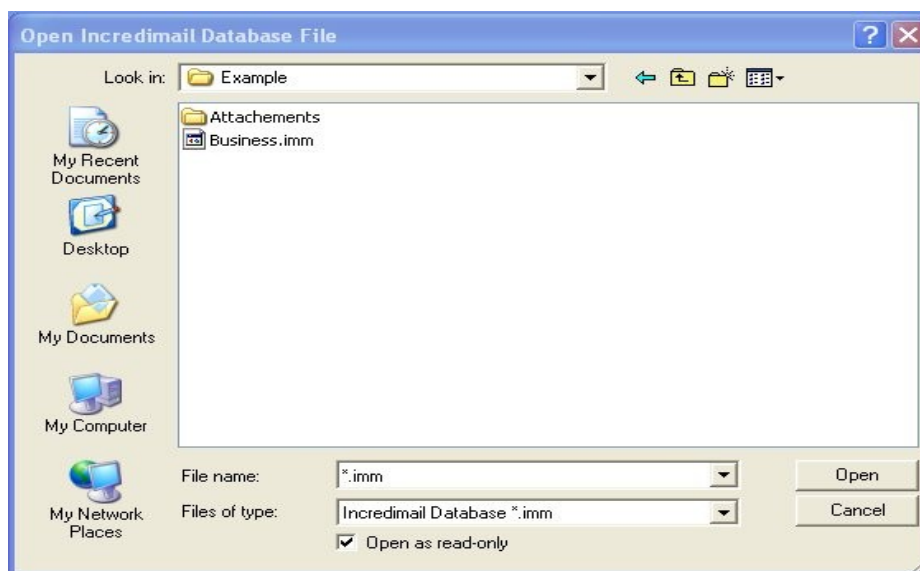 Open Incredimail Database File
Look in:
Example
Attachements
Business.imm
My Recent
Documents
Desktop
My Documents
My Computer
My Network
Places
File name:
*.imm
Open
Files of type:
Incredimail Database *.imm
Cancel
Open as read-only